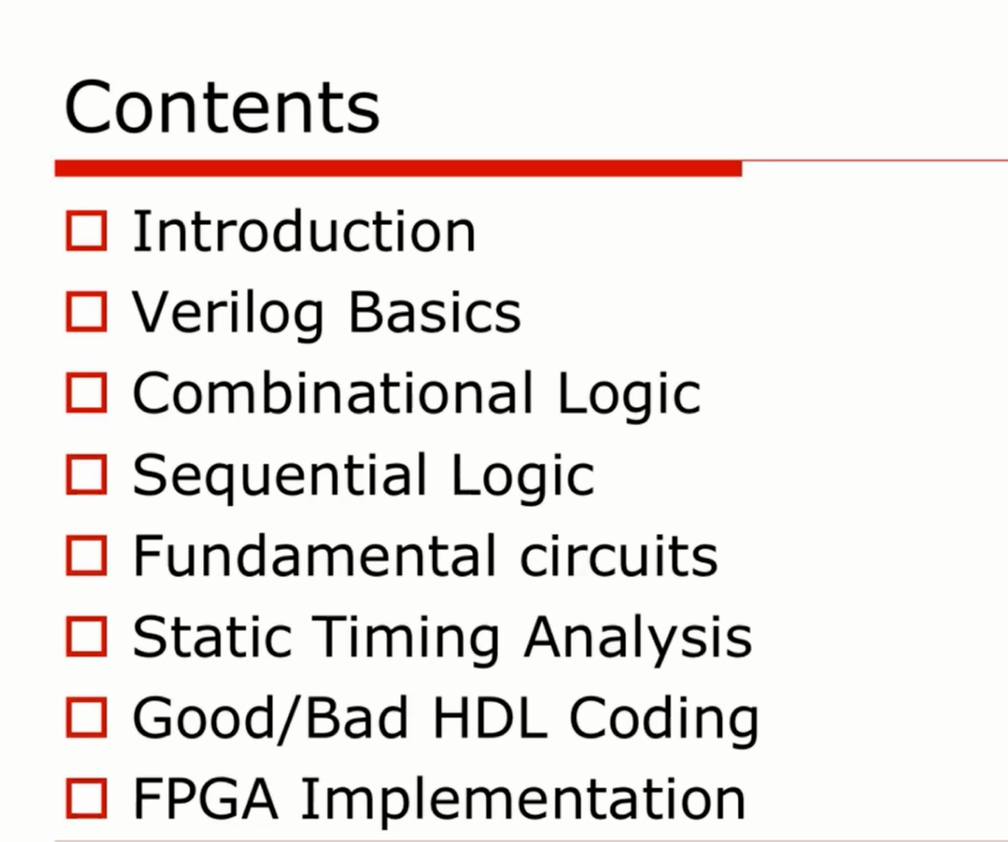 Contents
Introduction
Verilog Basics
Combinational Logic
Sequential Logic
Fundamental circuits
Static Timing Analysis
Good/Bad HDL Coding
FPGA Implementation